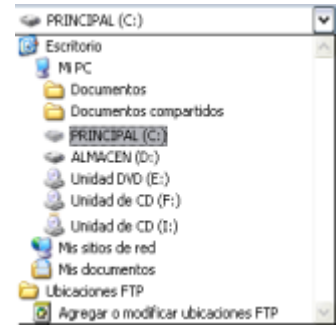 PRINCIPAL (C:)
Escritorio
Mi PC
Documentos
Documentos compartidos
PRINCIPAL (C:)
ALMACEN (D:)
Unidad DVD (E:)
Unidad de CD (F:)
Unidad de CD (I:)
Mis sitios de red
Mis documentos
Ubicaciones FTP
Agregar o modificar ubicaciones FTP